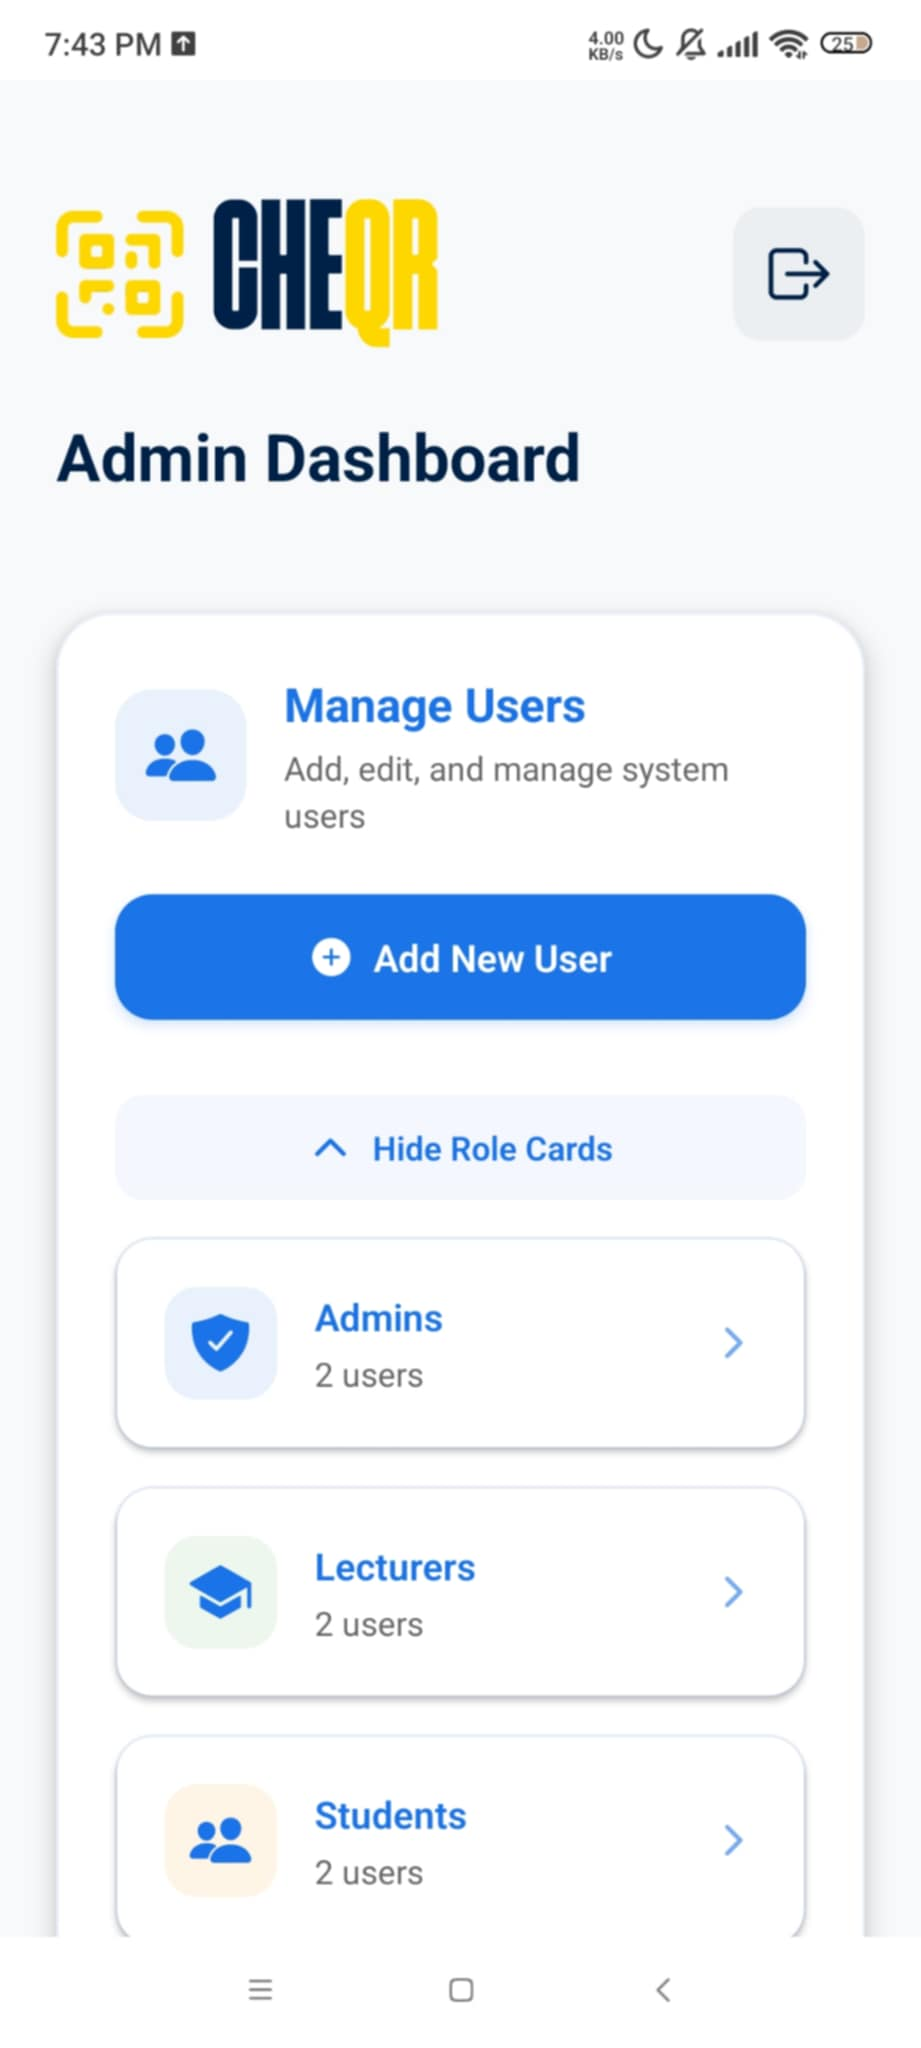 7:43 PM
4.00
KB/s
25
CHEQR
Admin Dashboard
Manage Users
Add, edit, and manage system
users
Add New User
Hide Role Cards
Admins
2 users
Lecturers
2 users
Students
2 users